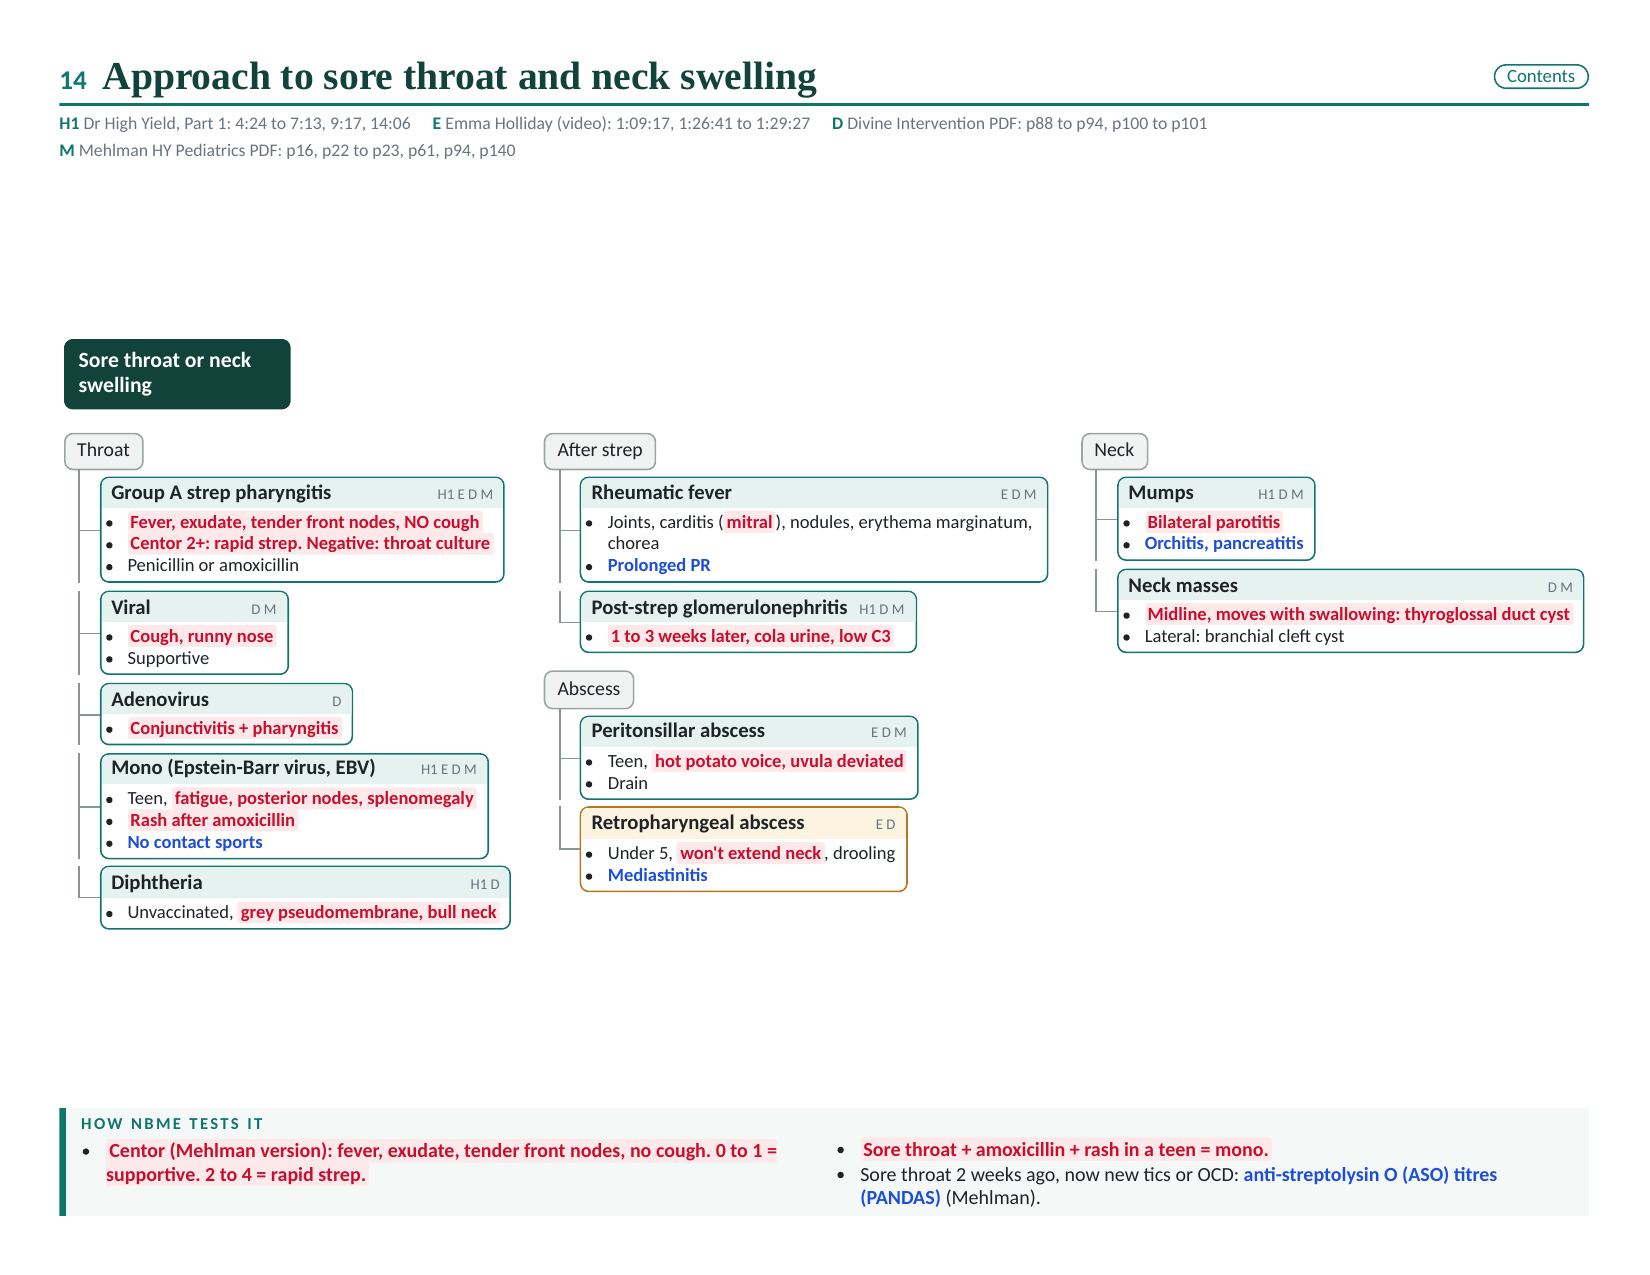 14 Approach to sore throat and neck swelling
Contents
H1 Dr High Yield, Part 1: 4:24 to 7:13, 9:17, 14:06 E Emma Holliday (video): 1:09:17, 1:26:41 to 1:29:27 D Divine Intervention PDF: p88 to p94, p100 to p101
M Mehlman HY Pediatrics PDF: p16, p22 to p23, p61, p94, p140
Sore throat or neck
swelling
Throat
Group A strep pharyngitis H1 E D M
• Fever, exudate, tender front nodes, NO cough
• Centor 2+: rapid strep. Negative: throat culture
• Penicillin or amoxicillin
Viral D M
• Cough, runny nose
• Supportive
Adenovirus D
• Conjunctivitis + pharyngitis
Mono (Epstein-Barr virus, EBV) H1 E D M
• Teen, fatigue, posterior nodes, splenomegaly
• Rash after amoxicillin
• No contact sports
Diphtheria H1 D
• Unvaccinated, grey pseudomembrane, bull neck
After strep
Rheumatic fever E D M
• Joints, carditis (mitral), nodules, erythema marginatum,
chorea
• Prolonged PR
Post-strep glomerulonephritis H1 D M
• 1 to 3 weeks later, cola urine, low C3
Abscess
Peritonsillar abscess E D M
• Teen, hot potato voice, uvula deviated
• Drain
Retropharyngeal abscess E D
• Under 5, won't extend neck, drooling
• Mediastinitis
Neck
Mumps H1 D M
• Bilateral parotitis
• Orchitis, pancreatitis
Neck masses D M
• Midline, moves with swallowing: thyroglossal duct cyst
• Lateral: branchial cleft cyst
HOW NBME TESTS IT
• Centor (Mehlman version): fever, exudate, tender front nodes, no cough. 0 to 1 =
supportive. 2 to 4 = rapid strep.
• Sore throat + amoxicillin + rash in a teen = mono.
• Sore throat 2 weeks ago, now new tics or OCD: anti-streptolysin O (ASO) titres
(PANDAS) (Mehlman).